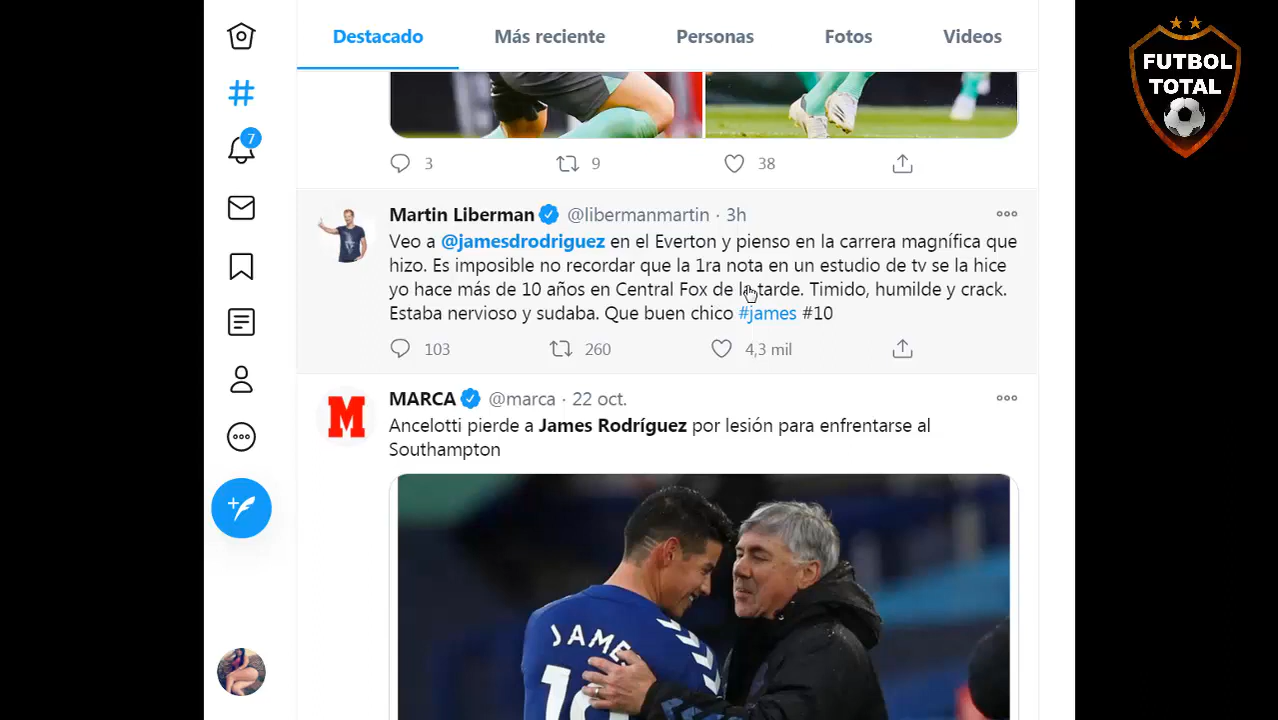 Destacado Más reciente Personas Fotos Videos
FUTBOL
TOTAL
7
3 9 38
Martin Liberman @libermanmartin · 3h
Veo a @jamesdrodriguez en el Everton y pienso en la carrera magnífica que
hizo. Es imposible no recordar que la 1ra nota en un estudio de tv se la hice
yo hace más de 10 años en Central Fox de la tarde. Timido, humilde y crack.
Estaba nervioso y sudaba. Que buen chico #james #10
103 260 4,3 mil
MARCA @marca · 22 oct.
M
Ancelotti pierde a James Rodríguez por lesión para enfrentarse al
Southampton
JAMES
10